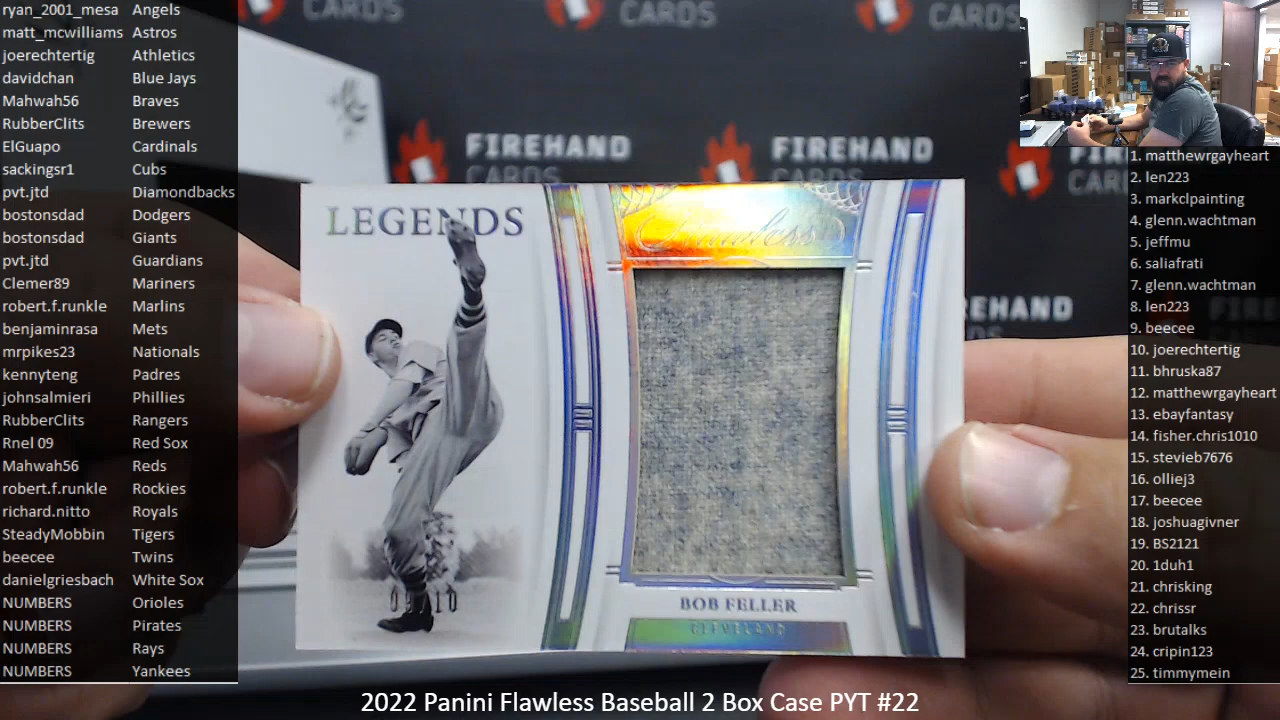 ryan_2001_mesa Angels
matt_mcwilliams Astros
joerechtertig Athletics
davidchan Blue Jays
Mahwah56 Braves
RubberClits Brewers
ElGuapo Cardinals
sackingsr1 Cubs
pvt.jtd Diamondbacks
bostonsdad Dodgers
bostonsdad Giants
pvt.jtd Guardians
Clemer89 Mariners
robert.f.runkle Marlins
benjaminrasa Mets
mrpikes23 Nationals
kennyteng Padres
johnsalmieri Phillies
RubberClits Rangers
Rnel 09 Red Sox
Mahwah56 Reds
robert.f.runkle Rockies
richard.nitto Royals
SteadyMobbin Tigers
beecee Twins
danielgriesbach White Sox
NUMBERS Orioles
NUMBERS Pirates
NUMBERS Rays
NUMBERS Yankees
CARDS
CARDS
CARDS
FIREHAND
CARDS
FIREHAND
CARDS
LEGENDS
Flawless
BOB FELLER
CLEVELAND
1. matthewrgayheart
2. len223
3. markclpainting
4. glenn.wachtman
5. jeffmu
6. saliafrati
7. glenn.wachtman
8. len223
9. beecee
10. joerechtertig
11. bhruska87
12. matthewrgayheart
13. ebayfantasy
14. fisher.chris1010
15. stevieb7676
16. olliej3
17. beecee
18. joshuagivner
19. BS2121
20. 1duh1
21. chrisking
22. chrissr
23. brutalks
24. cripin123
25. timmymein
2022 Panini Flawless Baseball 2 Box Case PYT #22